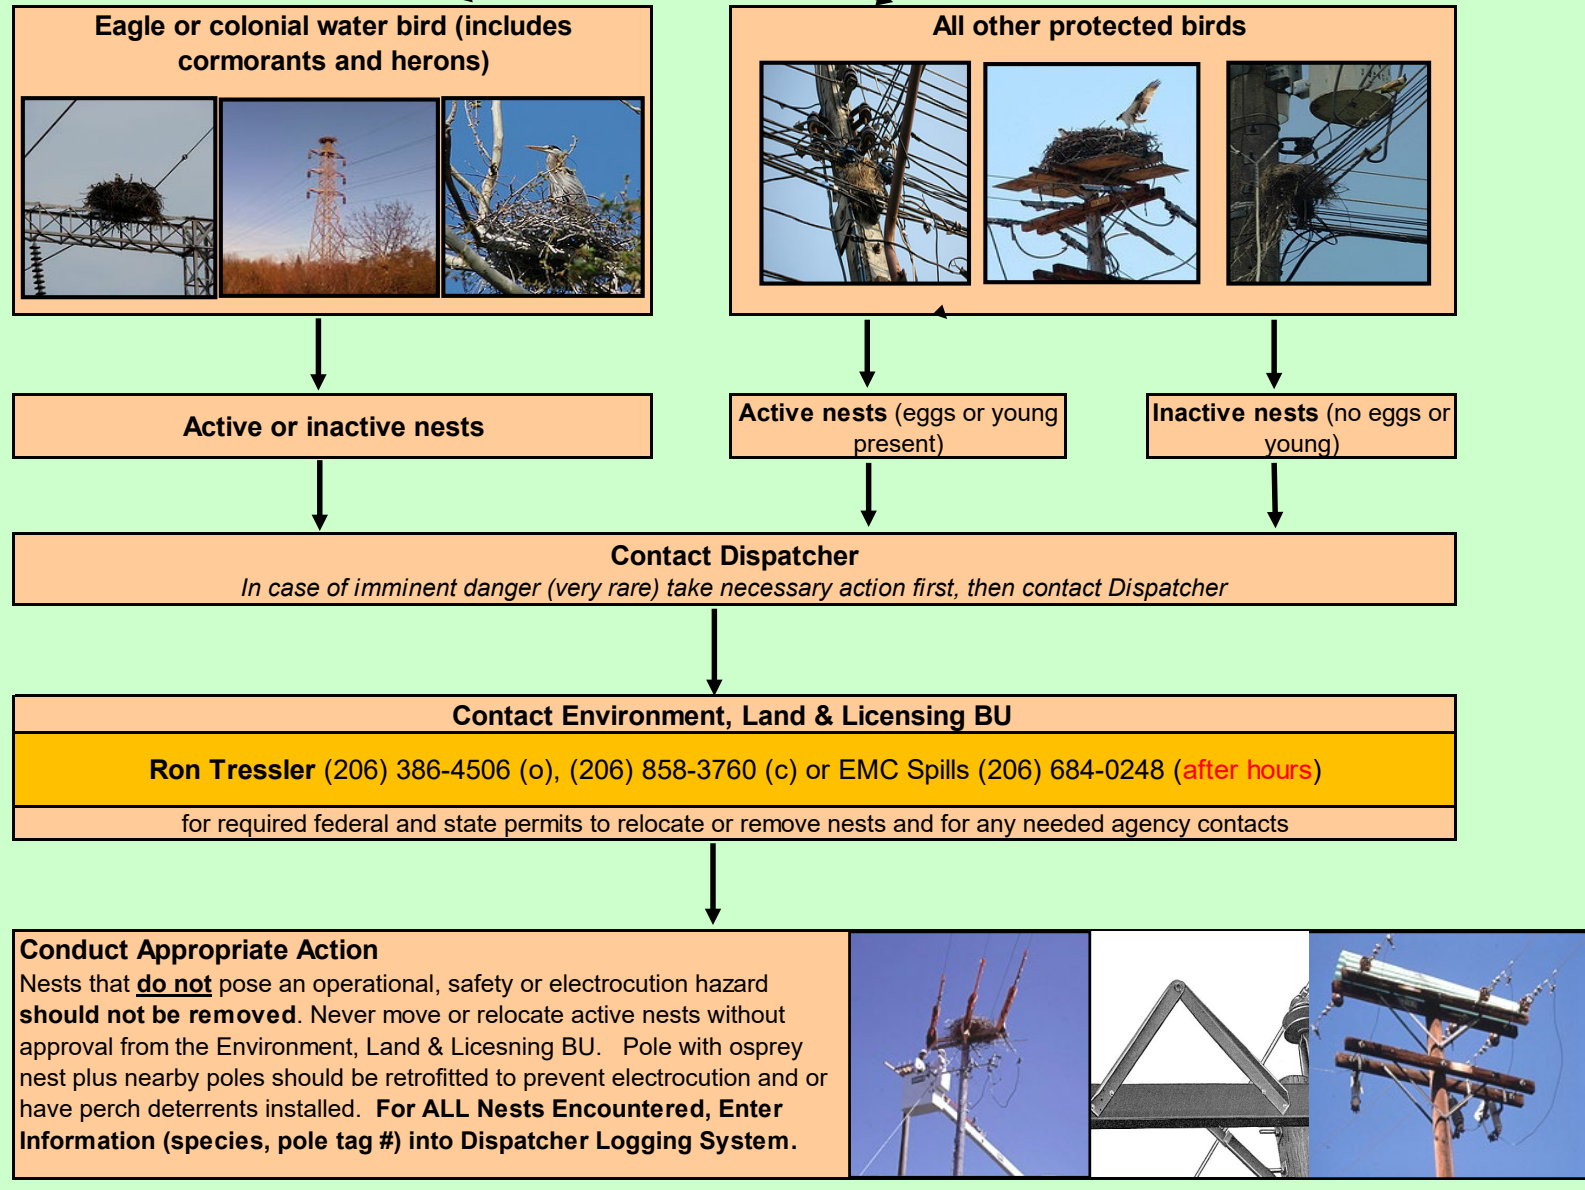 Eagle or colonial water bird (includes
cormorants and herons)
All other protected birds
Active or inactive nests
Active nests (eggs or young
present)
Inactive nests (no eggs or
young)
Contact Dispatcher
In case of imminent danger (very rare) take necessary action first, then contact Dispatcher
Contact Environment, Land & Licensing BU
Ron Tressler (206) 386-4506 (o), (206) 858-3760 (c) or EMC Spills (206) 684-0248 (after hours)
for required federal and state permits to relocate or remove nests and for any needed agency contacts
Conduct Appropriate Action
Nests that do not pose an operational, safety or electrocution hazard
should not be removed. Never move or relocate active nests without
approval from the Environment, Land & Licesning BU.   Pole with osprey
nest plus nearby poles should be retrofitted to prevent electrocution and or
have perch deterrents installed.  For ALL Nests Encountered, Enter
Information (species, pole tag #) into Dispatcher Logging System.